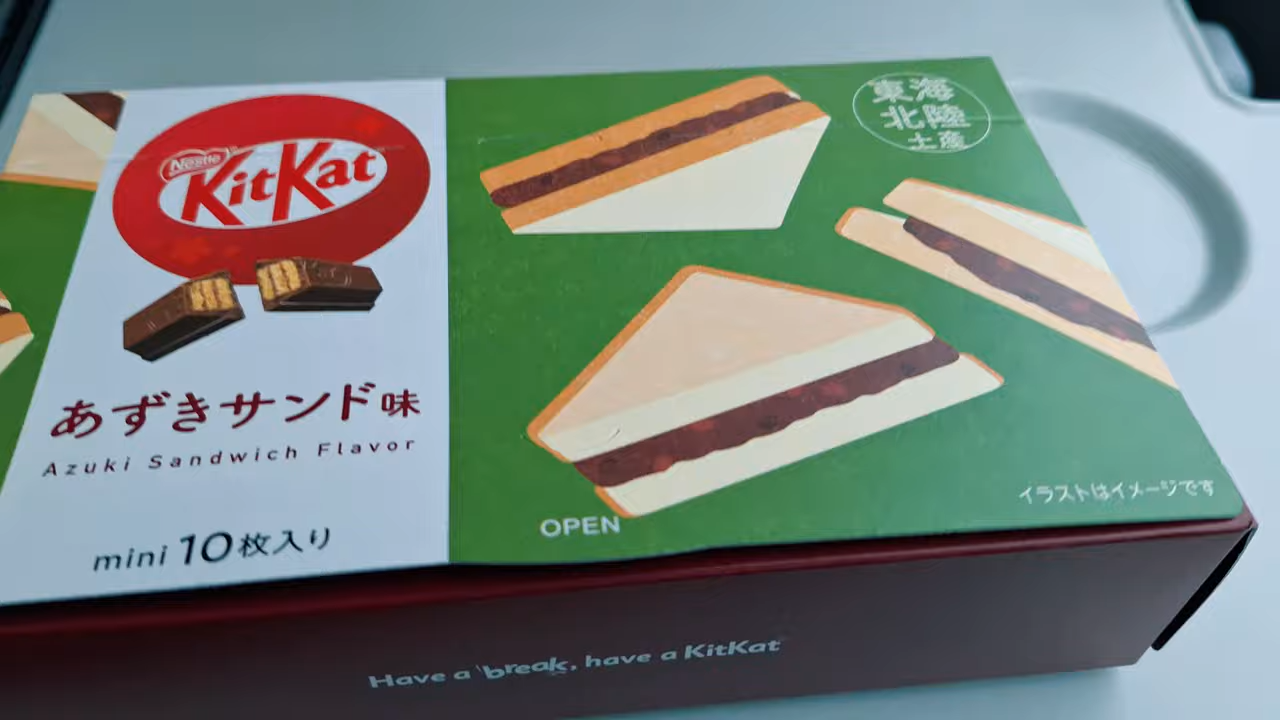 Nestlé
KitKat
あずきサンド味
Azuki Sandwich Flavor
mini 10枚入り
東海
北陸
土産
OPEN
イラストはイメージです
Have a break, have a KitKat